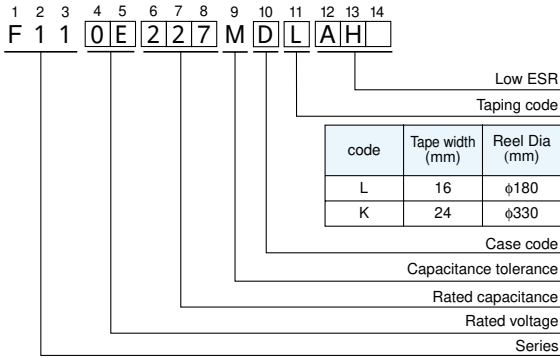 1 2 3 4 5 6 7 8 9 10 11 12 13 14
F 1 1 0 E 2 2 7 M D L A H
Low ESR
Taping code
code Tape width (mm) Reel Dia (mm)
L 16 ϕ180
K 24 ϕ330
Case code
Capacitance tolerance
Rated capacitance
Rated voltage
Series